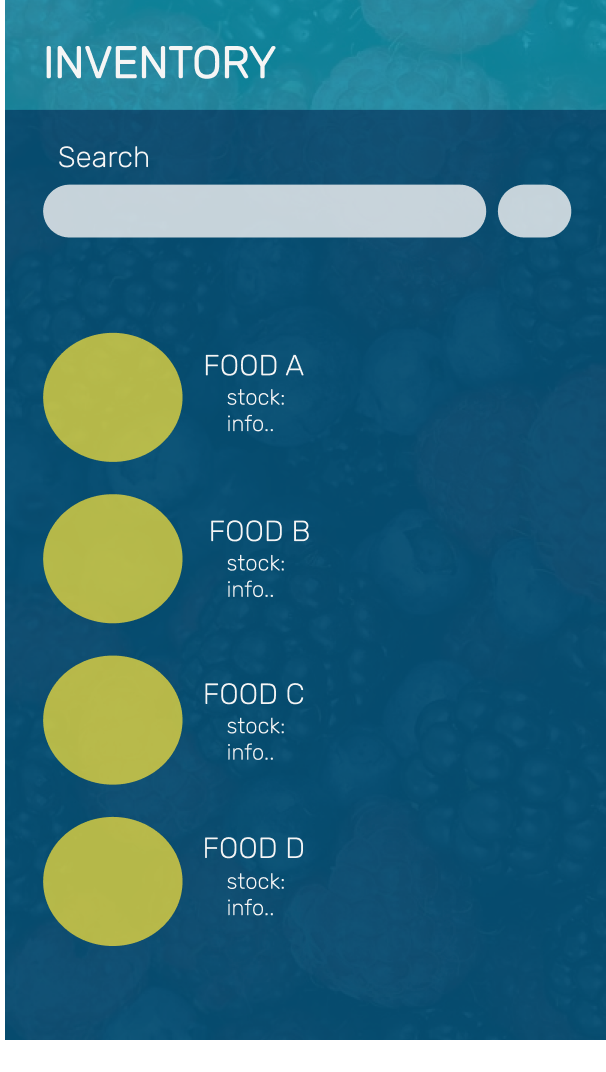 INVENTORY
Search
FOOD A
stock:
info..
FOOD B
stock:
info..
FOOD C
stock:
info..
FOOD D
stock:
info..